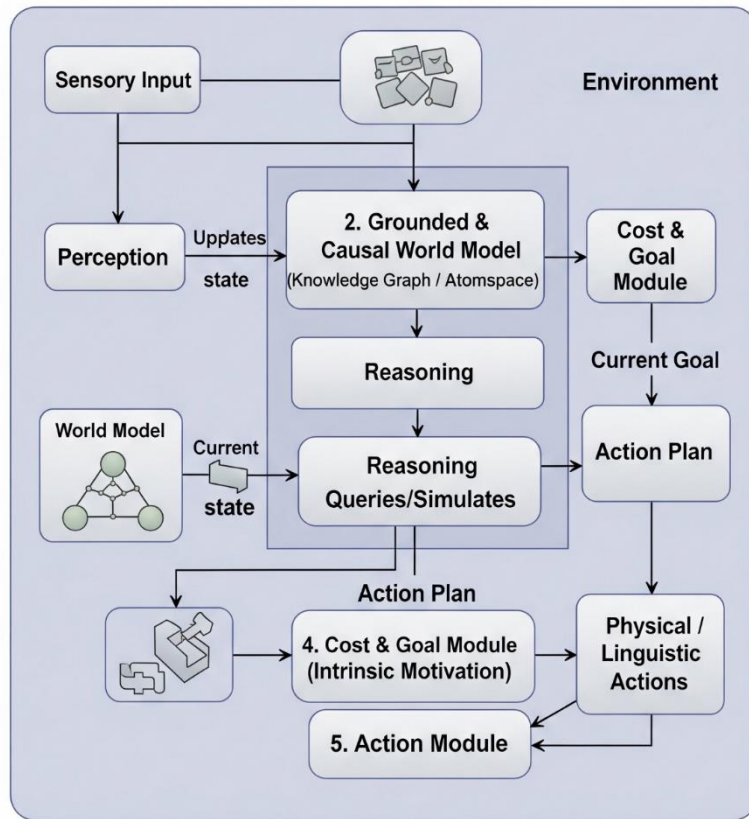 Sensory Input
Environment
2. Grounded &
Causal World Model
(Knowledge Graph / Atomspace)
Perception
Updates
state
Cost &
Goal
Module
Reasoning
Current Goal
World Model
Current
state
Reasoning
Queries/Simulates
Action Plan
Action Plan
4. Cost & Goal Module
(Intrinsic Motivation)
Physical /
Linguistic
Actions
5. Action Module